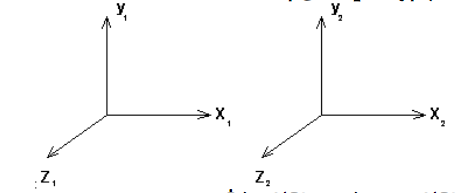 y₁ y₂
X₁ X₂
Z₁ Z₂